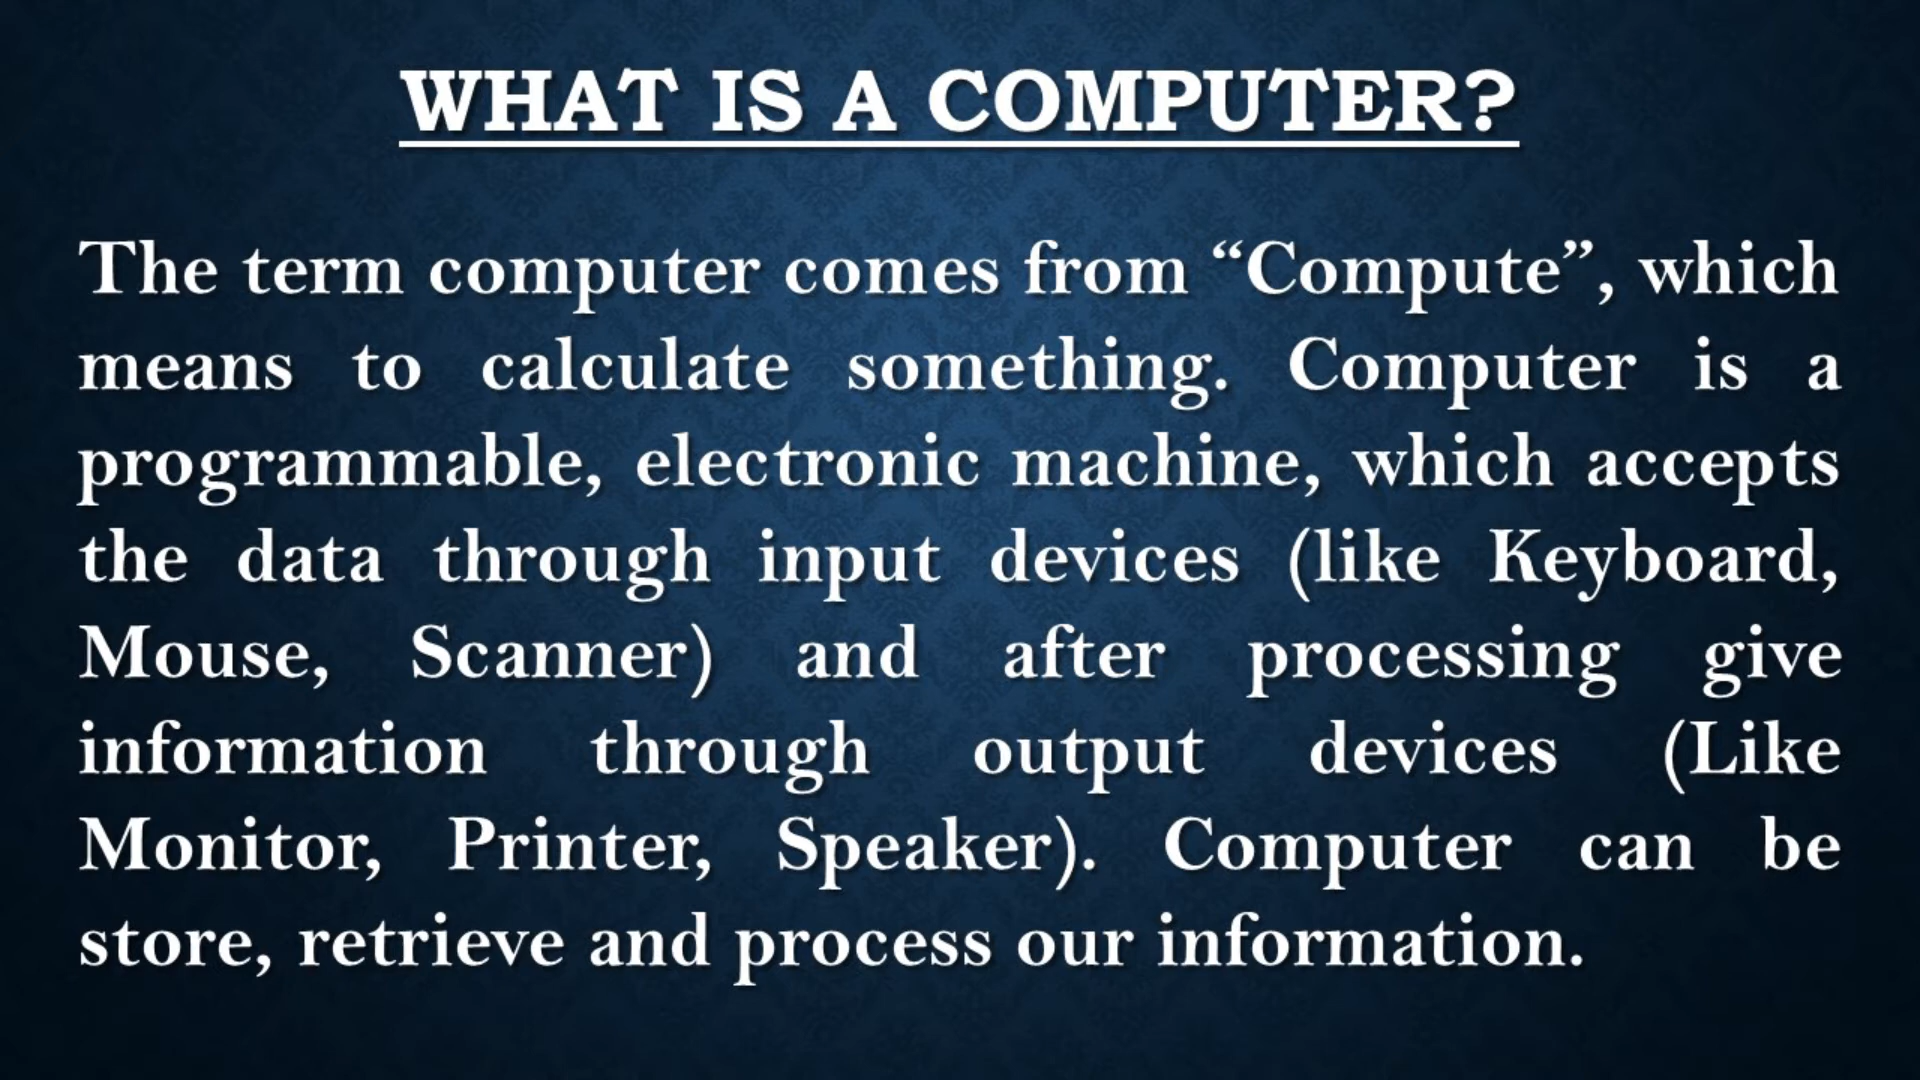 WHAT IS A COMPUTER?
The term computer comes from “Compute”, which
means to calculate something. Computer is a
programmable, electronic machine, which accepts
the data through input devices (like Keyboard,
Mouse, Scanner) and after processing give
information through output devices (Like
Monitor, Printer, Speaker). Computer can be
store, retrieve and process our information.